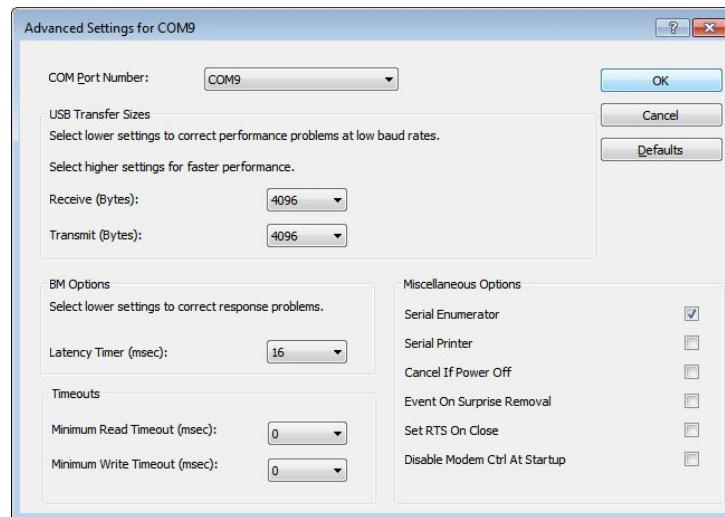 Advanced Settings for COM9
COM Port Number: COM9
OK
USB Transfer Sizes
Cancel
Select lower settings to correct performance problems at low baud rates.
Defaults
Select higher settings for faster performance.
Receive (Bytes): 4096
Transmit (Bytes): 4096
BM Options
Select lower settings to correct response problems.
Latency Timer (msec): 16
Timeouts
Minimum Read Timeout (msec): 0
Minimum Write Timeout (msec): 0
Miscellaneous Options
Serial Enumerator
Serial Printer
Cancel If Power Off
Event On Surprise Removal
Set RTS On Close
Disable Modem Ctrl At Startup